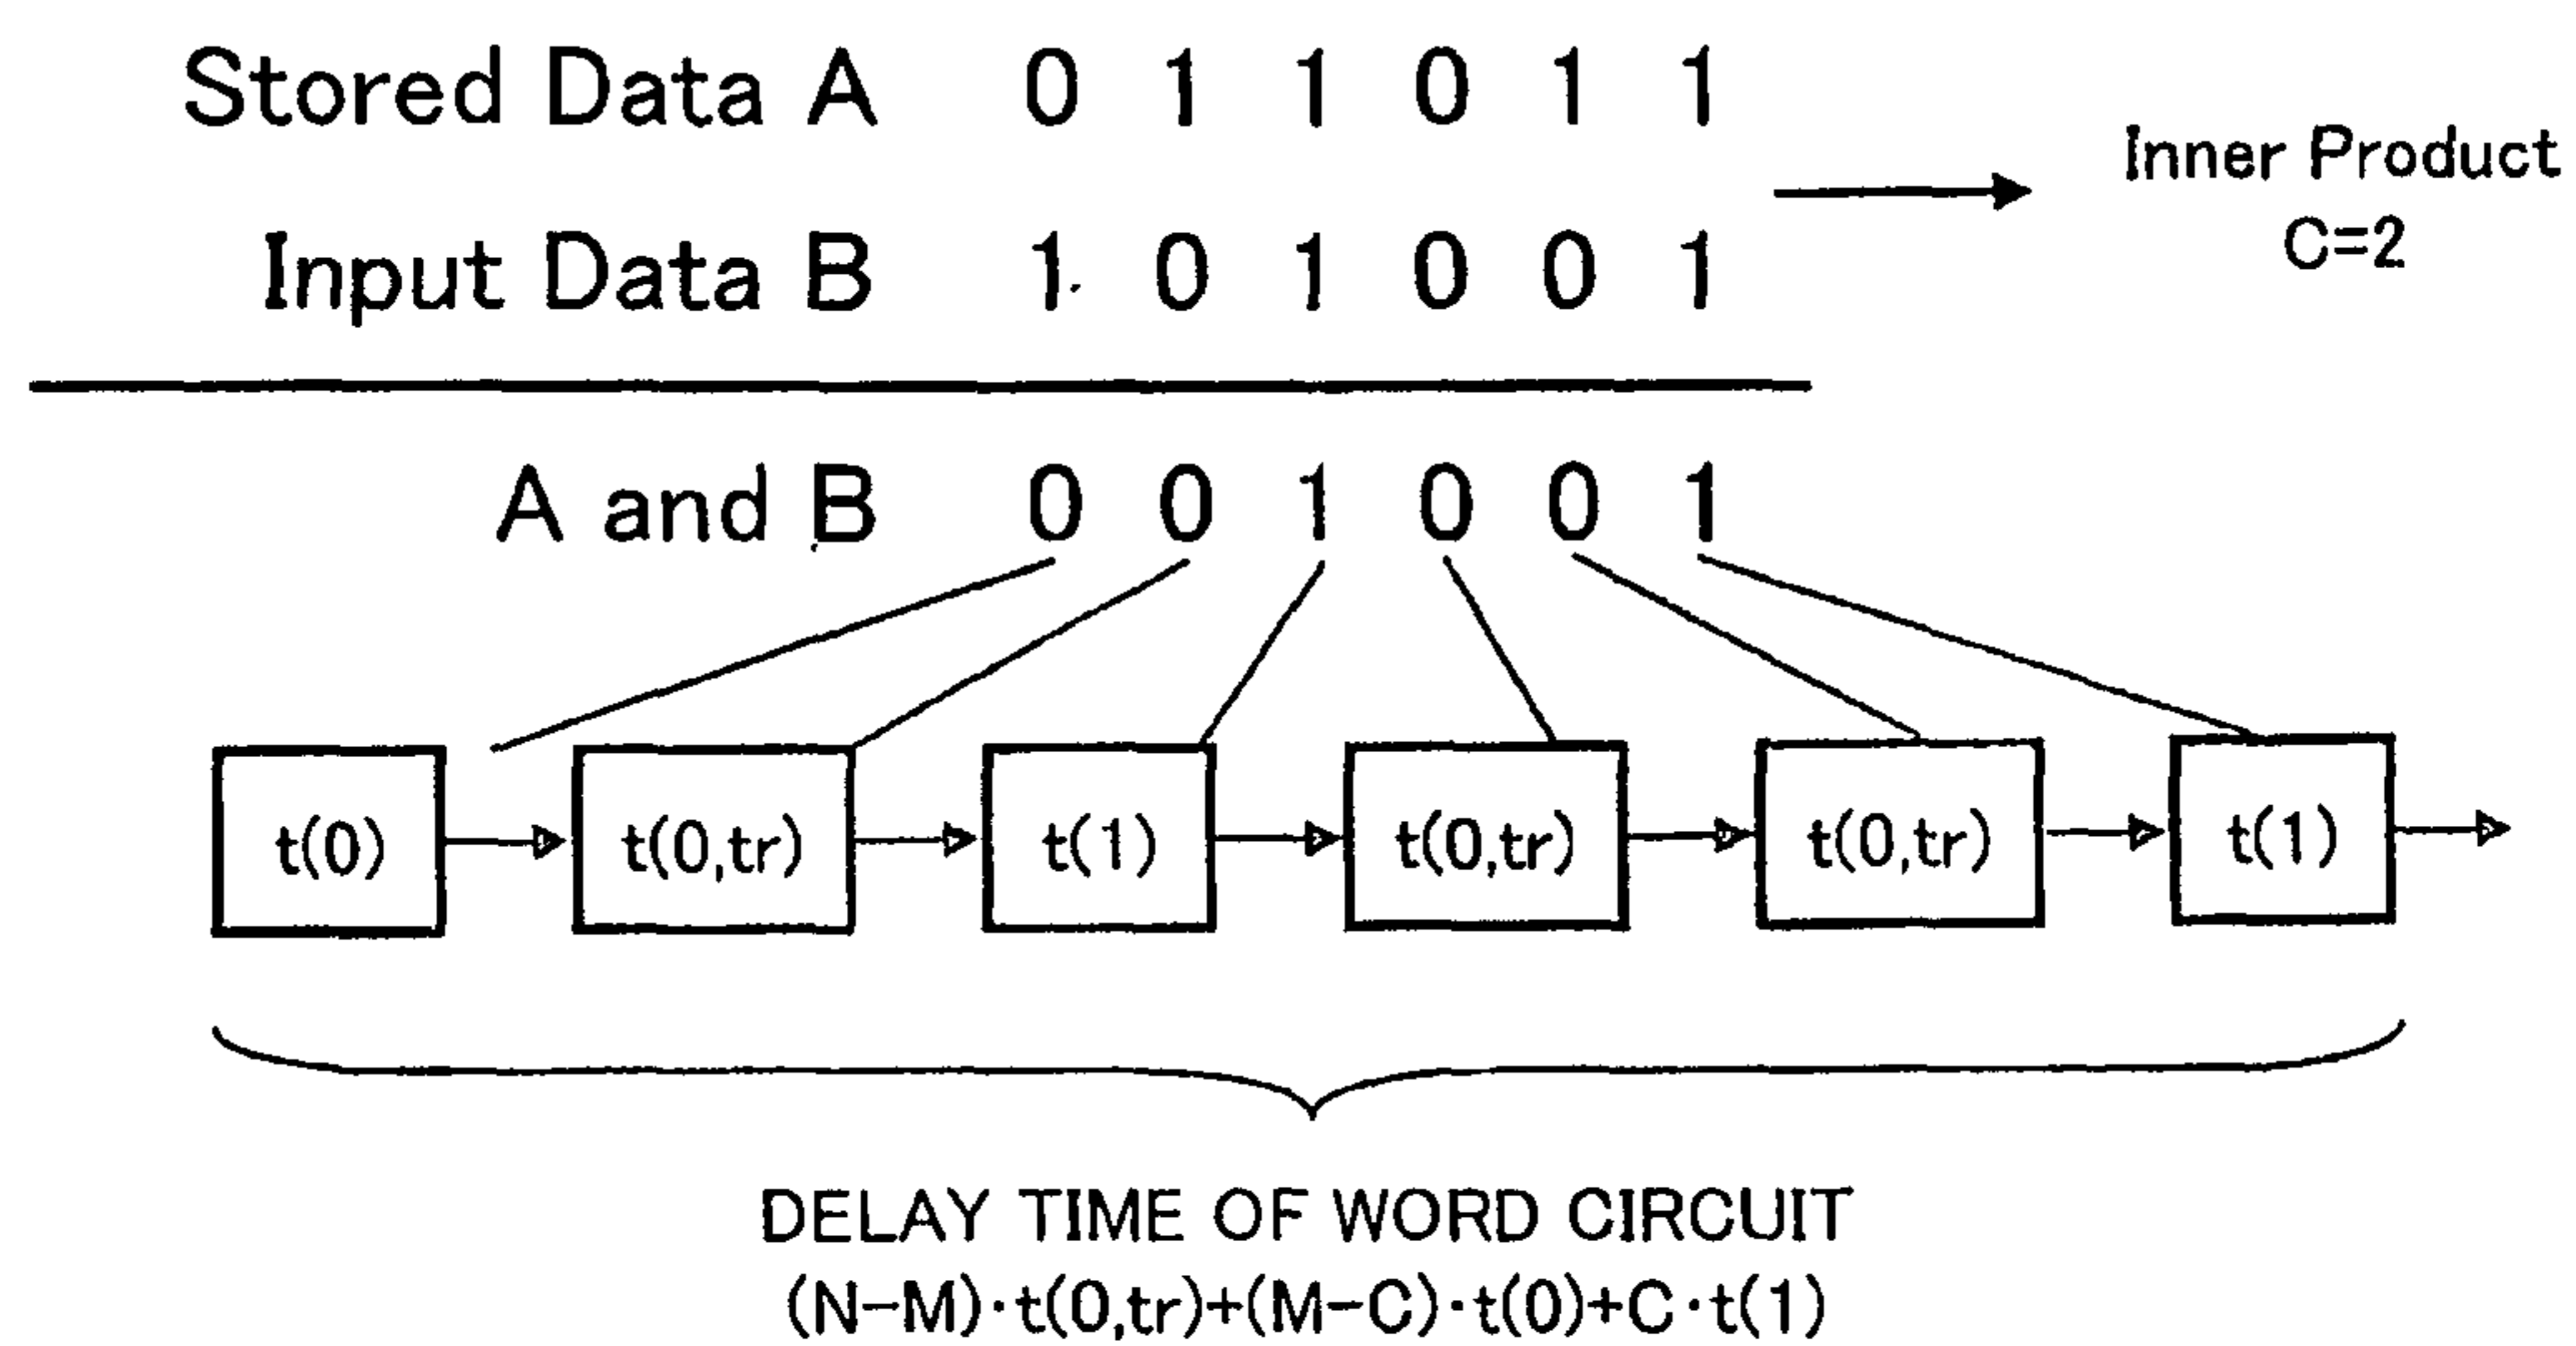 Stored Data A 0 1 1 0 1 1
Inner Product
C=2
Input Data B 1 0 1 0 0 1
A and B 0 0 1 0 0 1
t(0) t(0,tr) t(1) t(0,tr) t(0,tr) t(1)
DELAY TIME OF WORD CIRCUIT
(N-M)·t(0,tr)+(M-C)·t(0)+C·t(1)